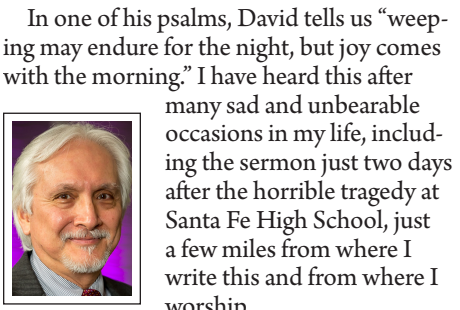 In one of his psalms, David tells us “weep-
ing may endure for the night, but joy comes
with the morning.” I have heard this after
many sad and unbearable
occasions in my life, includ-
ing the sermon just two days
after the horrible tragedy at
Santa Fe High School, just
a few miles from where I
write this and from where I
worship.